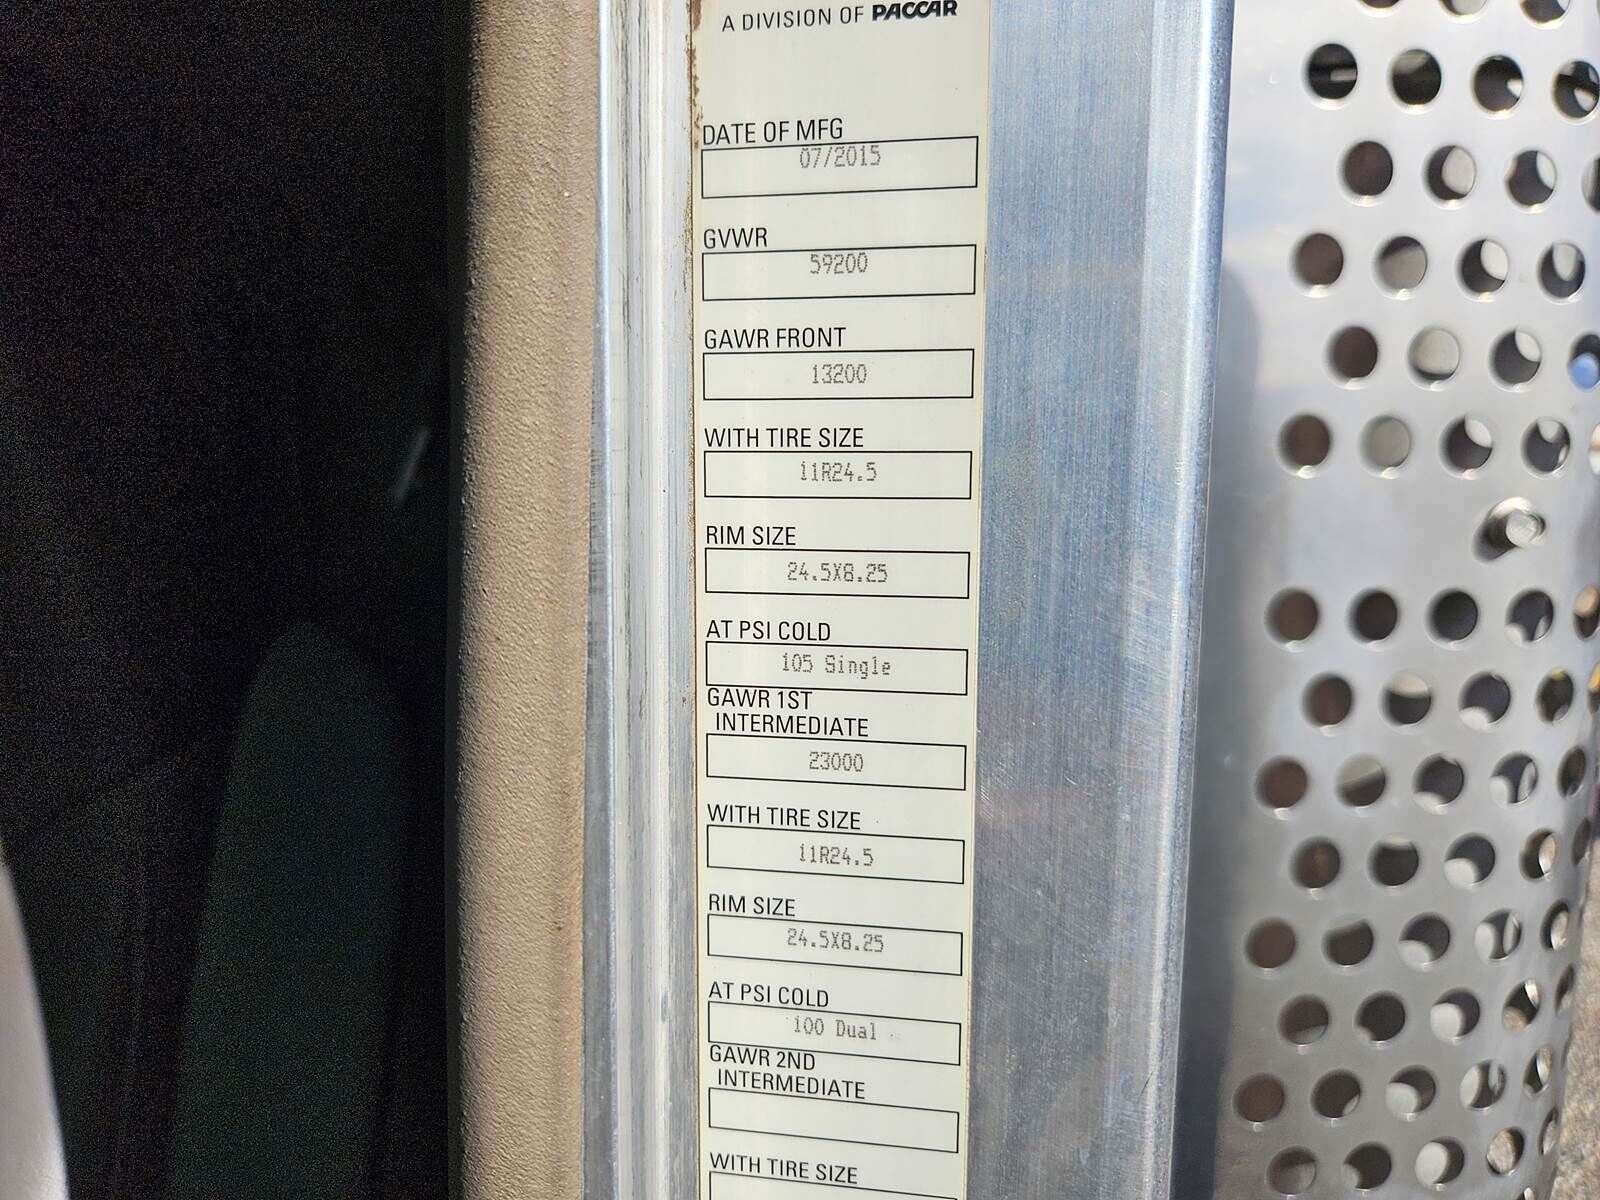 A DIVISION OF PACCAR
DATE OF MFG
07/2015
GVWR
59200
GAWR FRONT
13200
WITH TIRE SIZE
11R24.5
RIM SIZE
24.5X8.25
AT PSI COLD
105 Single
GAWR 1ST
INTERMEDIATE
23000
WITH TIRE SIZE
11R24.5
RIM SIZE
24.5X8.25
AT PSI COLD
100 Dual
GAWR 2ND
INTERMEDIATE
WITH TIRE SIZE